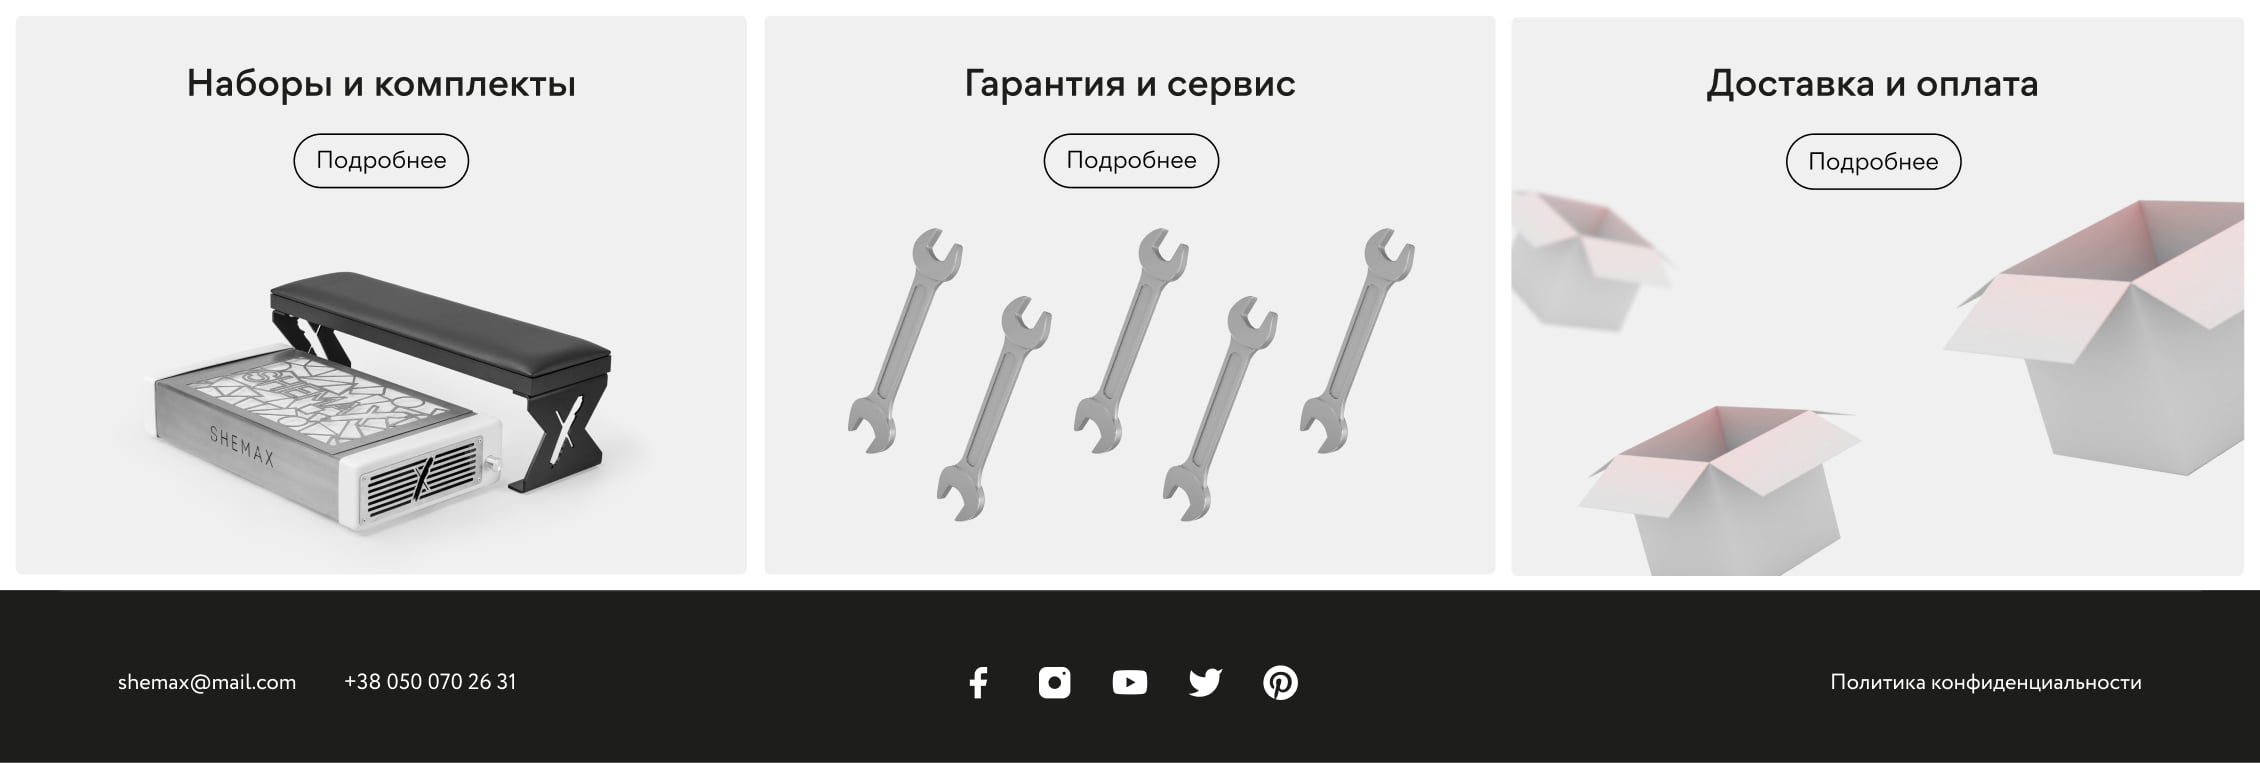 Наборы и комплекты
Подробнее
SHEMAX
SHEMAX
Гарантия и сервис
Подробнее
Доставка и оплата
Подробнее
shemax@mail.com
+38 050 070 26 31
Политика конфиденциальности